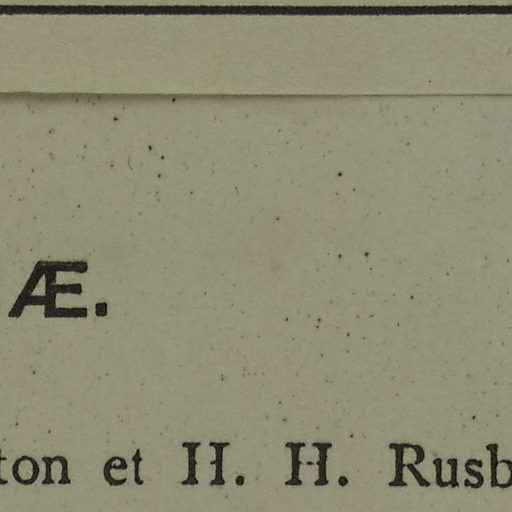 Æ.
ton et H. H. Rusb